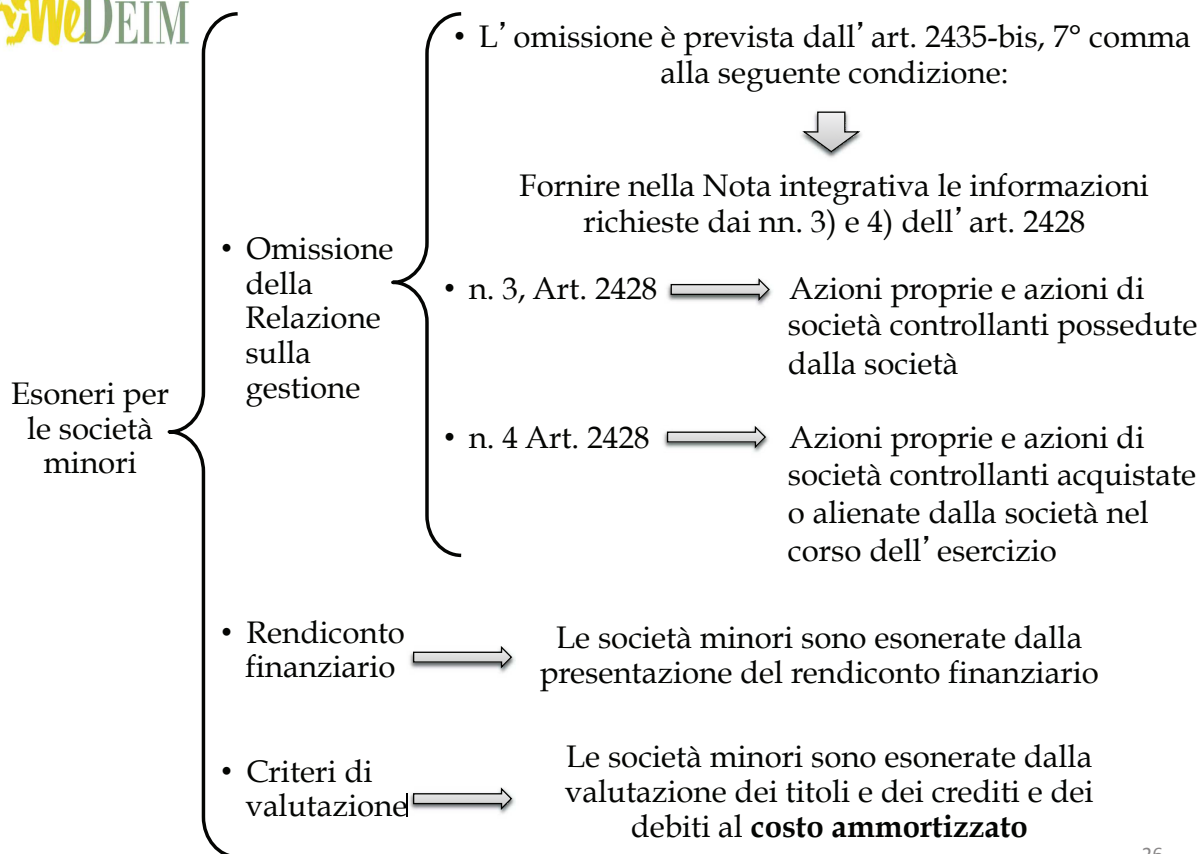 WeDEIM
• L' omissione è prevista dall' art. 2435-bis, 7° comma
alla seguente condizione:
Fornire nella Nota integrativa le informazioni
richieste dai nn. 3) e 4) dell' art. 2428
• Omissione
della
Relazione
sulla
gestione
• n. 3, Art. 2428
Azioni proprie e azioni di
società controllanti possedute
dalla società
Esoneri per
le società
minori
• n. 4 Art. 2428
Azioni proprie e azioni di
società controllanti acquistate
o alienate dalla società nel
corso dell' esercizio
• Rendiconto
finanziario
Le società minori sono esonerate dalla
presentazione del rendiconto finanziario
• Criteri di
valutazione
Le società minori sono esonerate dalla
valutazione dei titoli e dei crediti e dei
debiti al costo ammortizzato